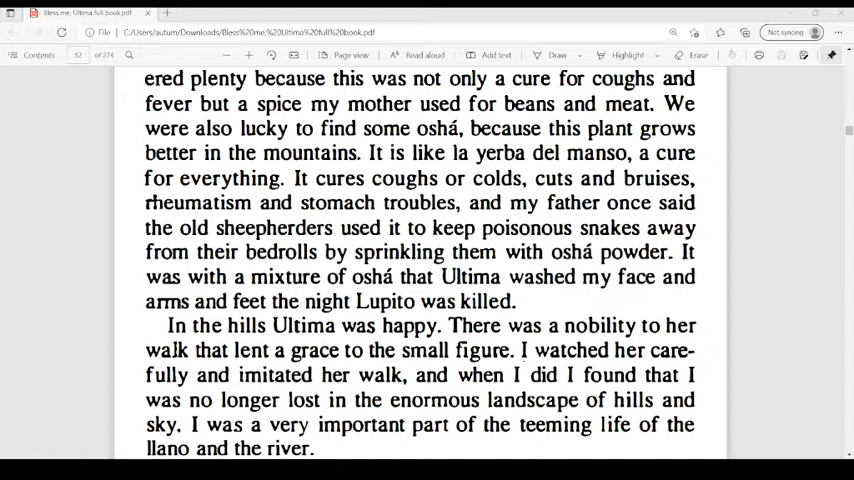 Bless me, Ultima full book.pdf
File C:/Users/autum/Downloads/Bless%20me,%20Ultima%20full%20book.pdf Not syncing
Contents 52 of 274 Page view Read aloud Add text Draw Highlight Erase
ered plenty because this was not only a cure for coughs and
fever but a spice my mother used for beans and meat. We
were also lucky to find some oshá, because this plant grows
better in the mountains. It is like la yerba del manso, a cure
for everything. It cures coughs or colds, cuts and bruises,
rheumatism and stomach troubles, and my father once said
the old sheepherders used it to keep poisonous snakes away
from their bedrolls by sprinkling them with oshá powder. It
was with a mixture of oshá that Ultima washed my face and
arms and feet the night Lupito was killed.
In the hills Ultima was happy. There was a nobility to her
walk that lent a grace to the small figure. I watched her care-
fully and imitated her walk, and when I did I found that I
was no longer lost in the enormous landscape of hills and
sky. I was a very important part of the teeming life of the
llano and the river.